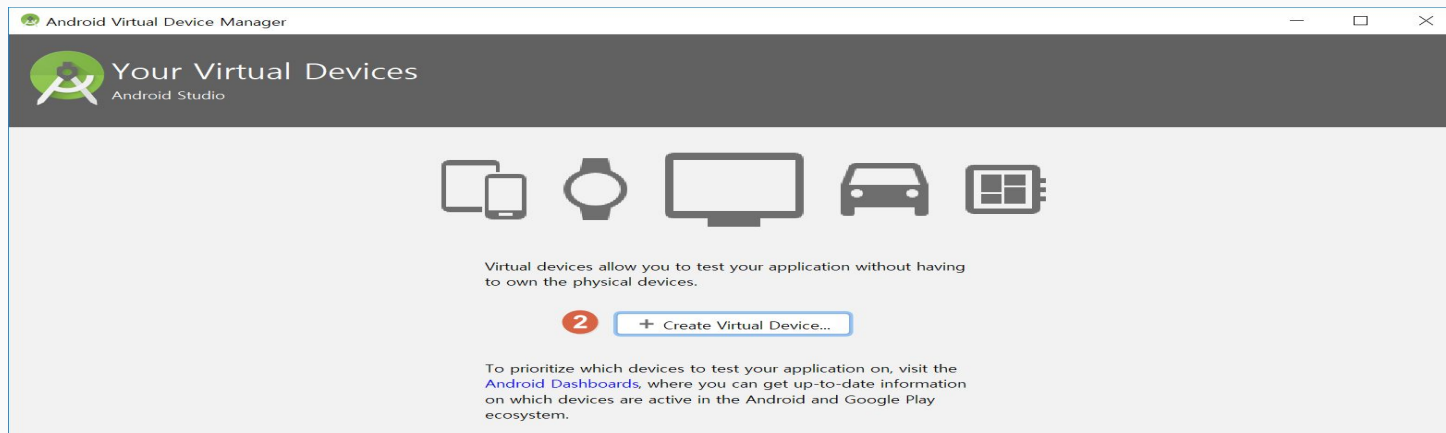 Android Virtual Device Manager
Your Virtual Devices
Android Studio
Virtual devices allow you to test your application without having
to own the physical devices.
2 + Create Virtual Device...
To prioritize which devices to test your application on, visit the
Android Dashboards, where you can get up-to-date information
on which devices are active in the Android and Google Play
ecosystem.